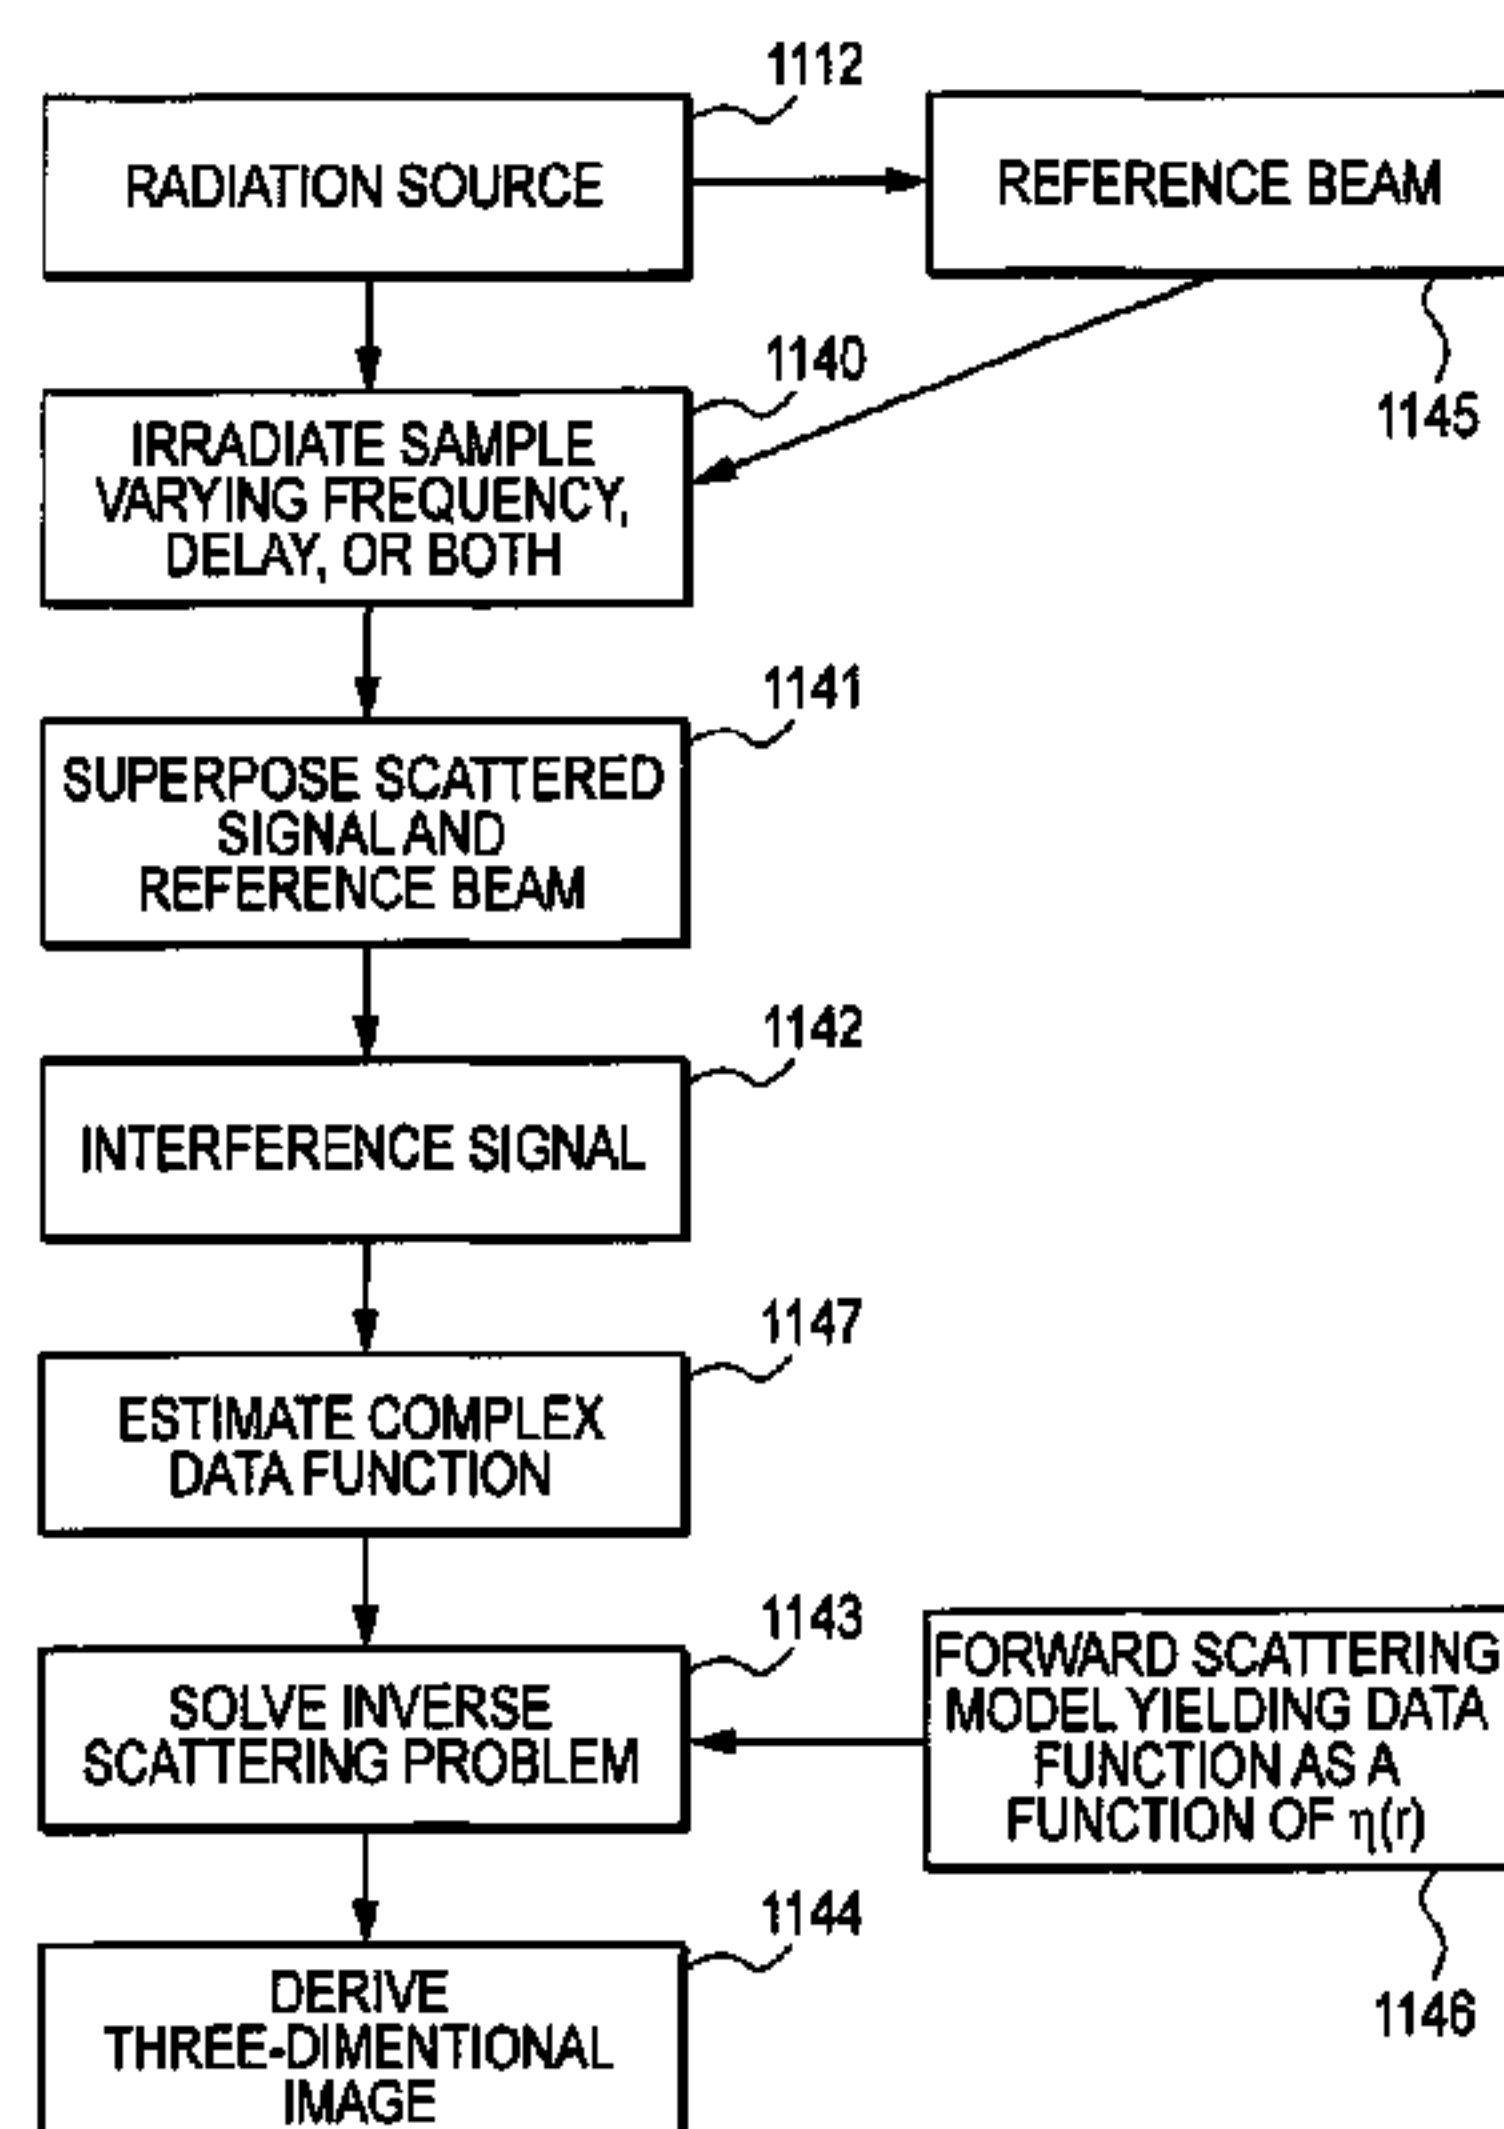 1112
RADIATION SOURCE
REFERENCE BEAM
1145
1140
IRRADIATE SAMPLE
VARYING FREQUENCY,
DELAY, OR BOTH
1141
SUPERPOSE SCATTERED
SIGNAL AND
REFERENCE BEAM
1142
INTERFERENCE SIGNAL
1147
ESTIMATE COMPLEX
DATA FUNCTION
1143
SOLVE INVERSE
SCATTERING PROBLEM
FORWARD SCATTERING
MODEL YIELDING DATA
FUNCTION AS A
FUNCTION OF η(r)
1146
1144
DERIVE
THREE-DIMENTIONAL
IMAGE